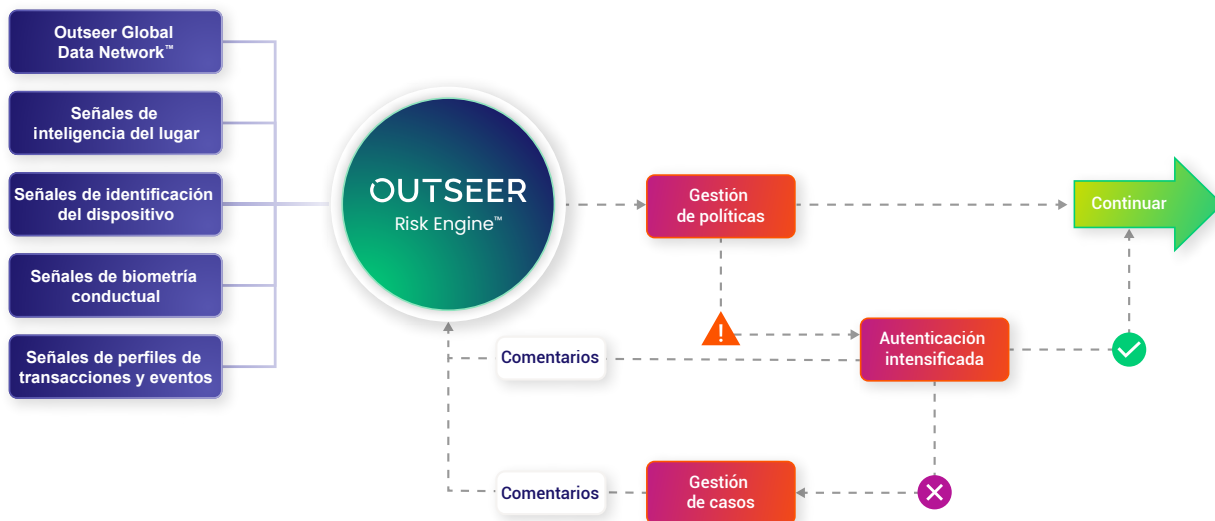 Outseer Global
Data Network™
Señales de
inteligencia del lugar
Señales de identificación
del dispositivo
Señales de biometría
conductual
Señales de perfiles de
transacciones y eventos
OUTSEER
Risk Engine™
Gestión
de políticas
Continuar
Autenticación
intensificada
Comentarios
Gestión
de casos
Comentarios